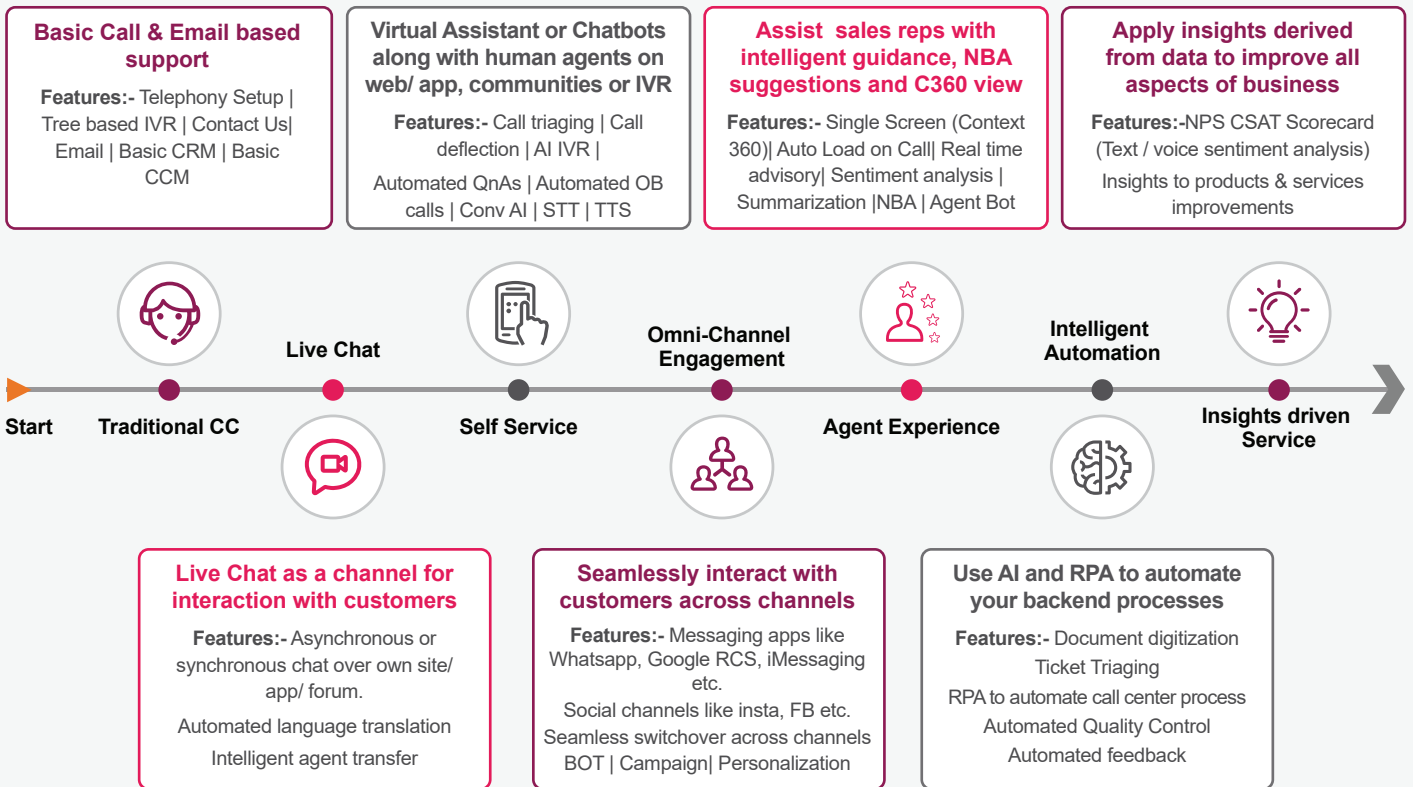 Basic Call & Email based
support
Features:- Telephony Setup |
Tree based IVR | Contact Us|
Email | Basic CRM | Basic
CCM
Virtual Assistant or Chatbots
along with human agents on
web/ app, communities or IVR
Features:- Call triaging | Call
deflection | AI IVR |
Automated QnAs | Automated OB
calls | Conv AI | STT | TTS
Assist sales reps with
intelligent guidance, NBA
suggestions and C360 view
Features:- Single Screen (Context
360)| Auto Load on Call| Real time
advisory| Sentiment analysis |
Summarization |NBA | Agent Bot
Apply insights derived
from data to improve all
aspects of business
Features:-NPS CSAT Scorecard
(Text / voice sentiment analysis)
Insights to products & services
improvements
Start
Traditional CC
Live Chat
Self Service
Omni-Channel
Engagement
Agent Experience
Intelligent
Automation
Insights driven
Service
Live Chat as a channel for
interaction with customers
Features:- Asynchronous or
synchronous chat over own site/
app/ forum.
Automated language translation
Intelligent agent transfer
Seamlessly interact with
customers across channels
Features:- Messaging apps like
Whatsapp, Google RCS, iMessaging
etc.
Social channels like insta, FB etc.
Seamless switchover across channels
BOT | Campaign| Personalization
Use AI and RPA to automate
your backend processes
Features:- Document digitization
Ticket Triaging
RPA to automate call center process
Automated Quality Control
Automated feedback